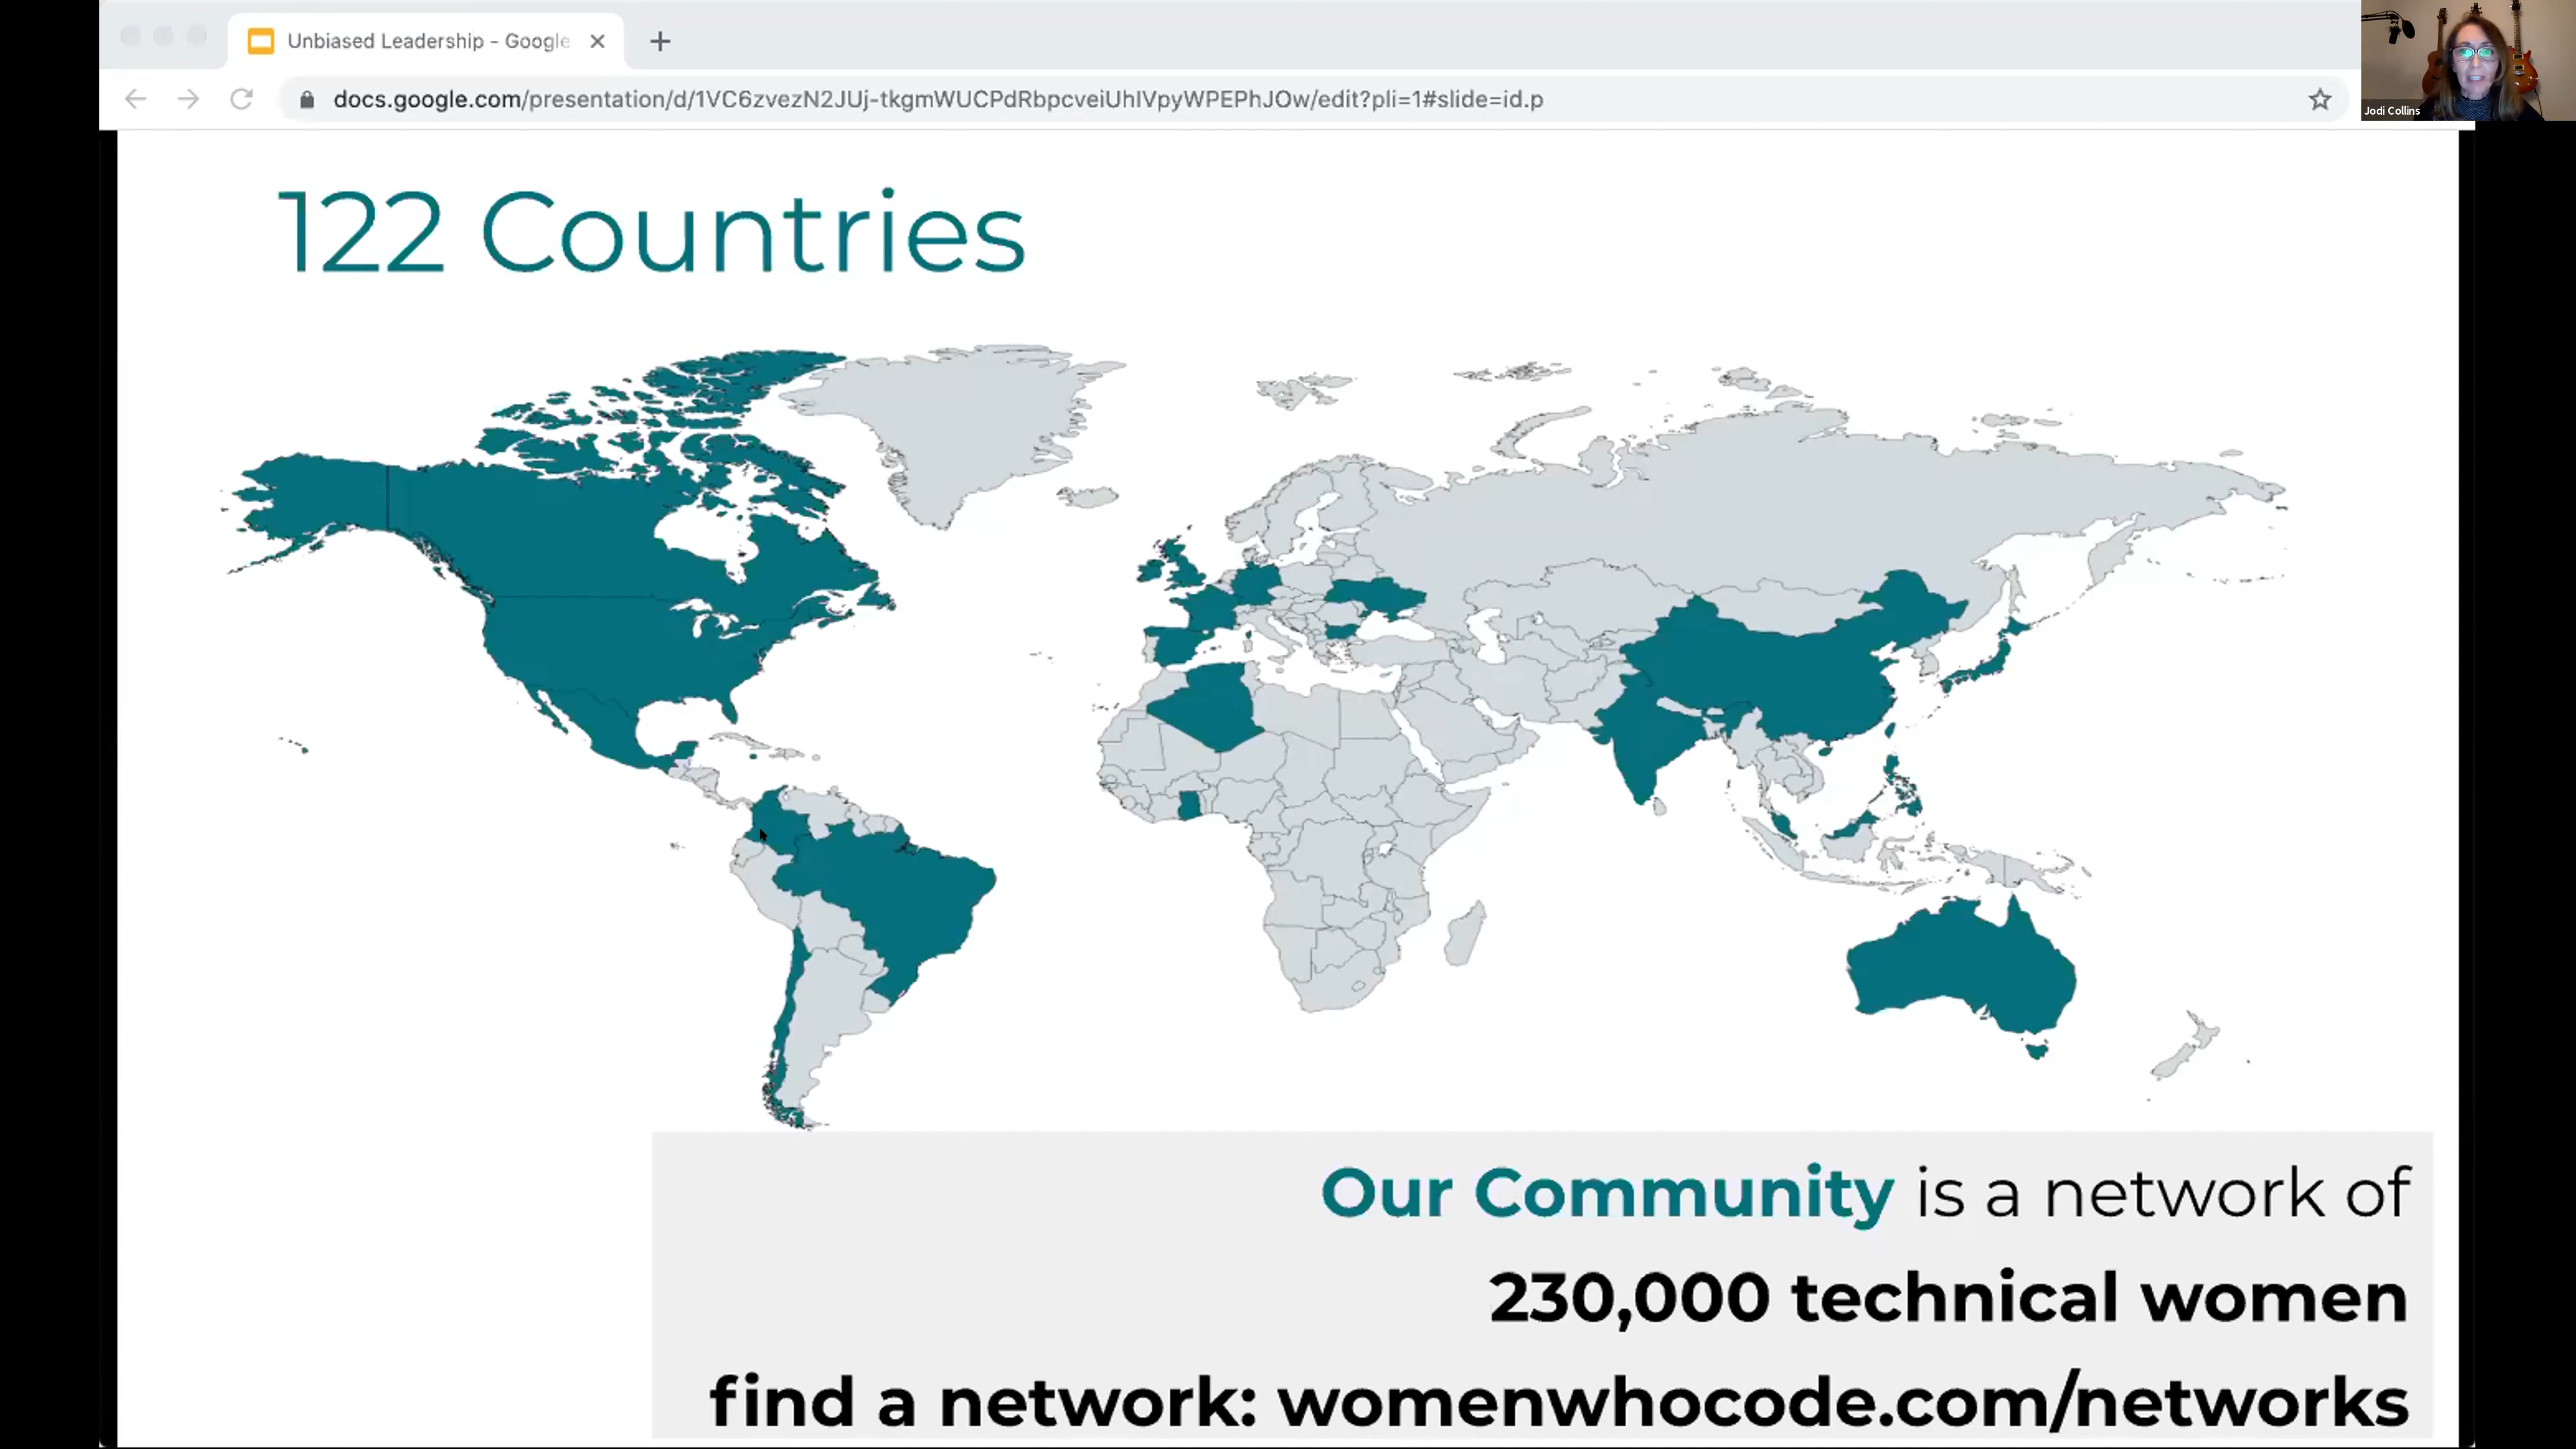 Unbiased Leadership - Google
docs.google.com/presentation/d/1VC6zvezN2JUj-tkgmWUCPdRbpcveiUhIVpyWPEPhJOw/edit?pli=1#slide=id.p
Jodi Collins
122 Countries
Our Community is a network of
230,000 technical women
find a network: womenwhocode.com/networks